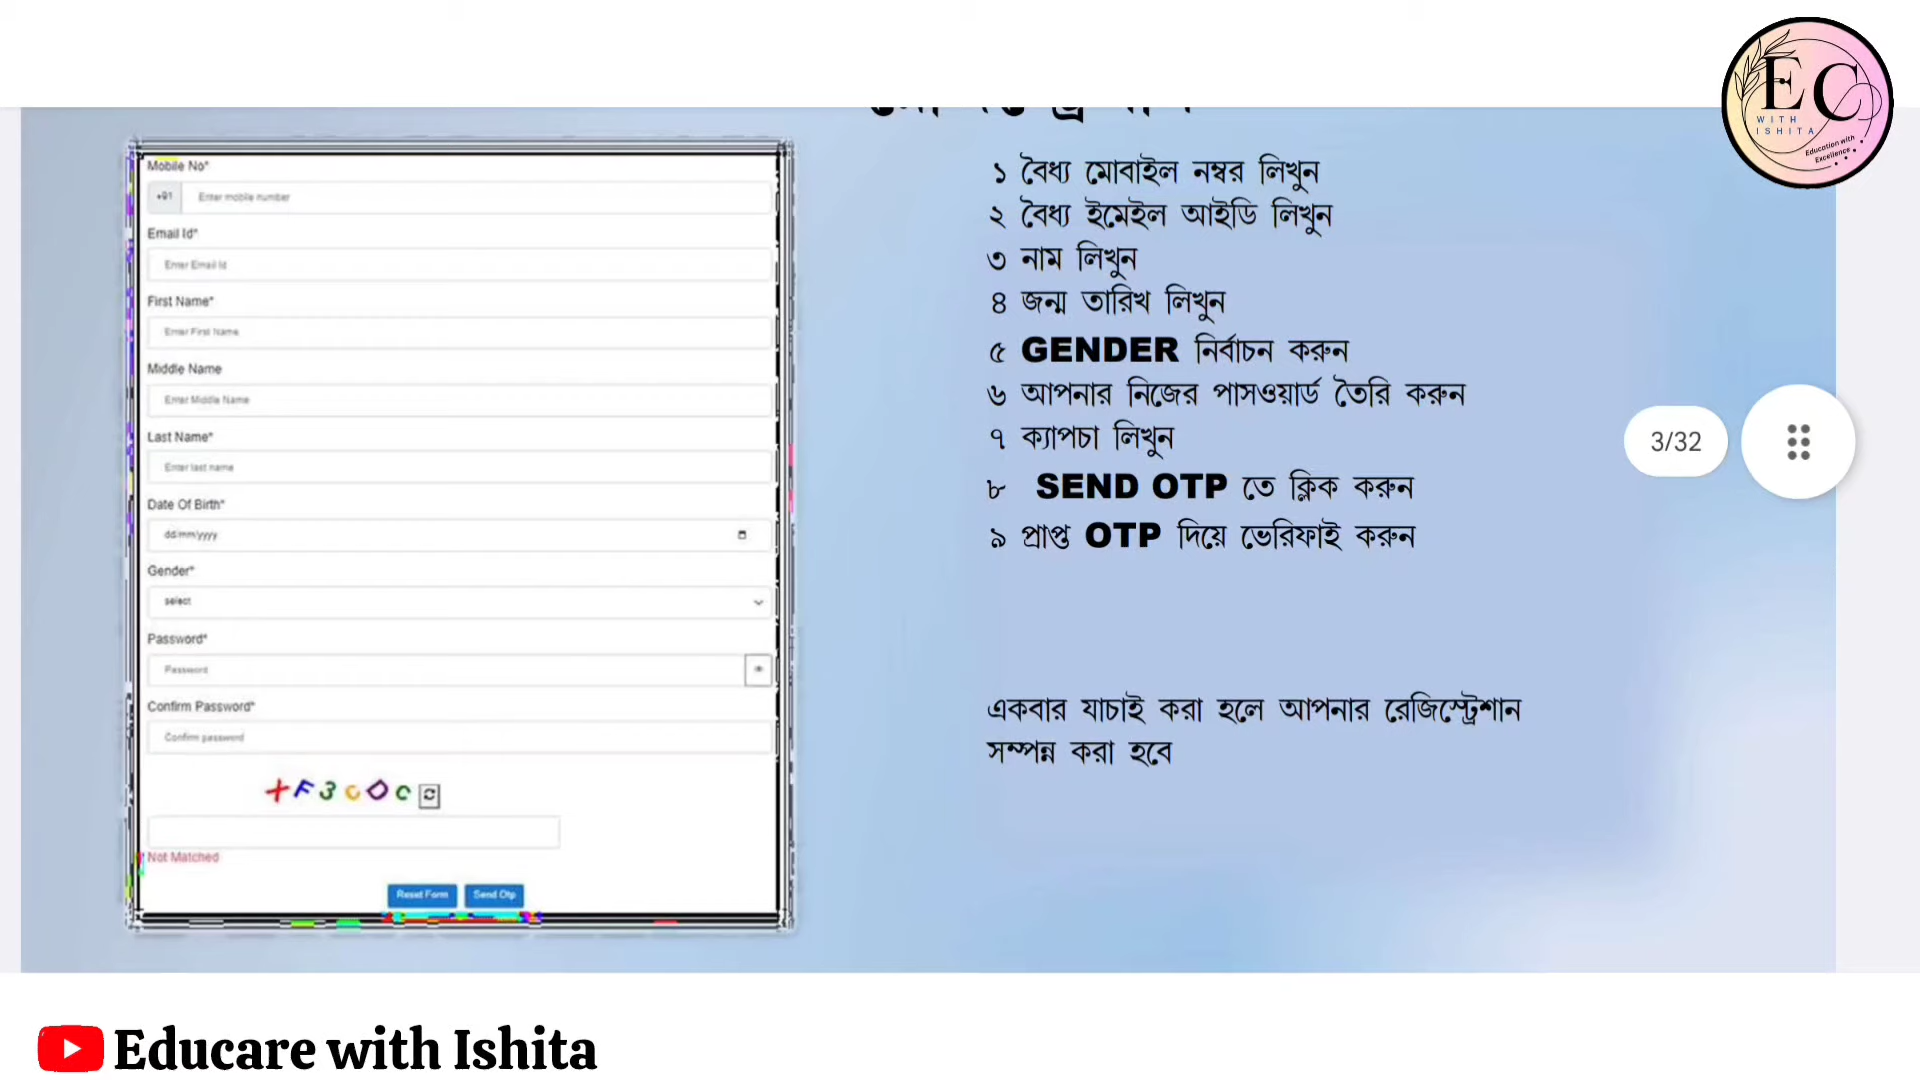 Mobile No*
+91 Enter mobile number
Email Id*
Enter Email Id
First Name*
Enter First Name
Middle Name
Enter Middle Name
Last Name*
Enter last name
Date Of Birth*
dd/mm/yyyy
Gender*
select
Password*
Password
Confirm Password*
Confirm password
F3cDc
Not Matched
Reset Form Send Otp
১ বৈধ্য মোবাইল নম্বর লিখুন
২ বৈধ্য ইমেইল আইডি লিখুন
৩ নাম লিখুন
৪ জন্ম তারিখ লিখুন
৫ GENDER নির্বাচন করুন
৬ আপনার নিজের পাসওয়ার্ড তৈরি করুন
৭ ক্যাপচা লিখুন
৮ SEND OTP তে ক্লিক করুন
৯ প্রাপ্ত OTP দিয়ে ভেরিফাই করুন
একবার যাচাই করা হলে আপনার রেজিস্ট্রেশান
সম্পন্ন করা হবে
3/32
EC
WITH
ISHITA
Education with
Excellence
Educare with Ishita